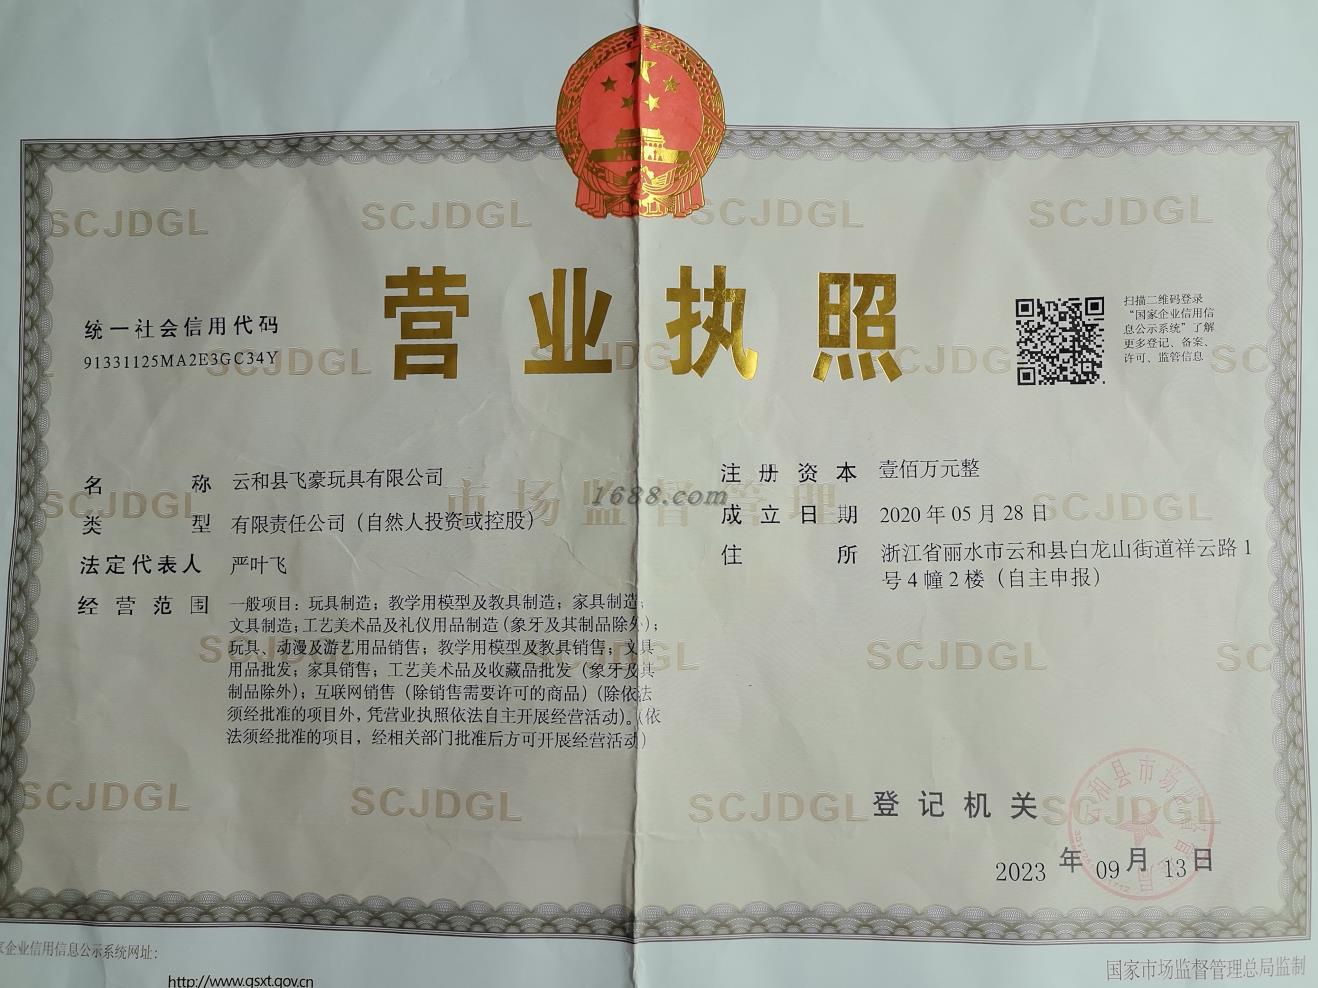 SCJDGL SCJDGL SCJDGL SCJDGL
营业执照
统一社会信用代码
91331125MA2E3GC34Y
扫描二维码登录
“国家企业信用信
息公示系统”了解
更多登记、备案、
许可、监管信息
名称 云和县飞豪玩具有限公司
类型 有限责任公司（自然人投资或控股）
法定代表人 严叶飞
经营范围 一般项目：玩具制造；教学用模型及教具制造；家具制造；
文具制造；工艺美术品及礼仪用品制造（象牙及其制品除外）；
玩具、动漫及游艺用品销售；教学用模型及教具销售；文具
用品批发；家具销售；工艺美术品及收藏品批发（象牙及其
制品除外）；互联网销售（除销售需要许可的商品）（除依法
须经批准的项目外，凭营业执照依法自主开展经营活动）。（依
法须经批准的项目，经相关部门批准后方可开展经营活动）
注册资本 壹佰万元整
成立日期 2020年05月28日
住所 浙江省丽水市云和县白龙山街道祥云路1
号4幢2楼（自主申报）
市场监督管理
1688.com
登记机关
云和县市场监督管理局
2023年09月13日
家企业信用信息公示系统网址：
http://www.gsxt.gov.cn
国家市场监督管理总局监制